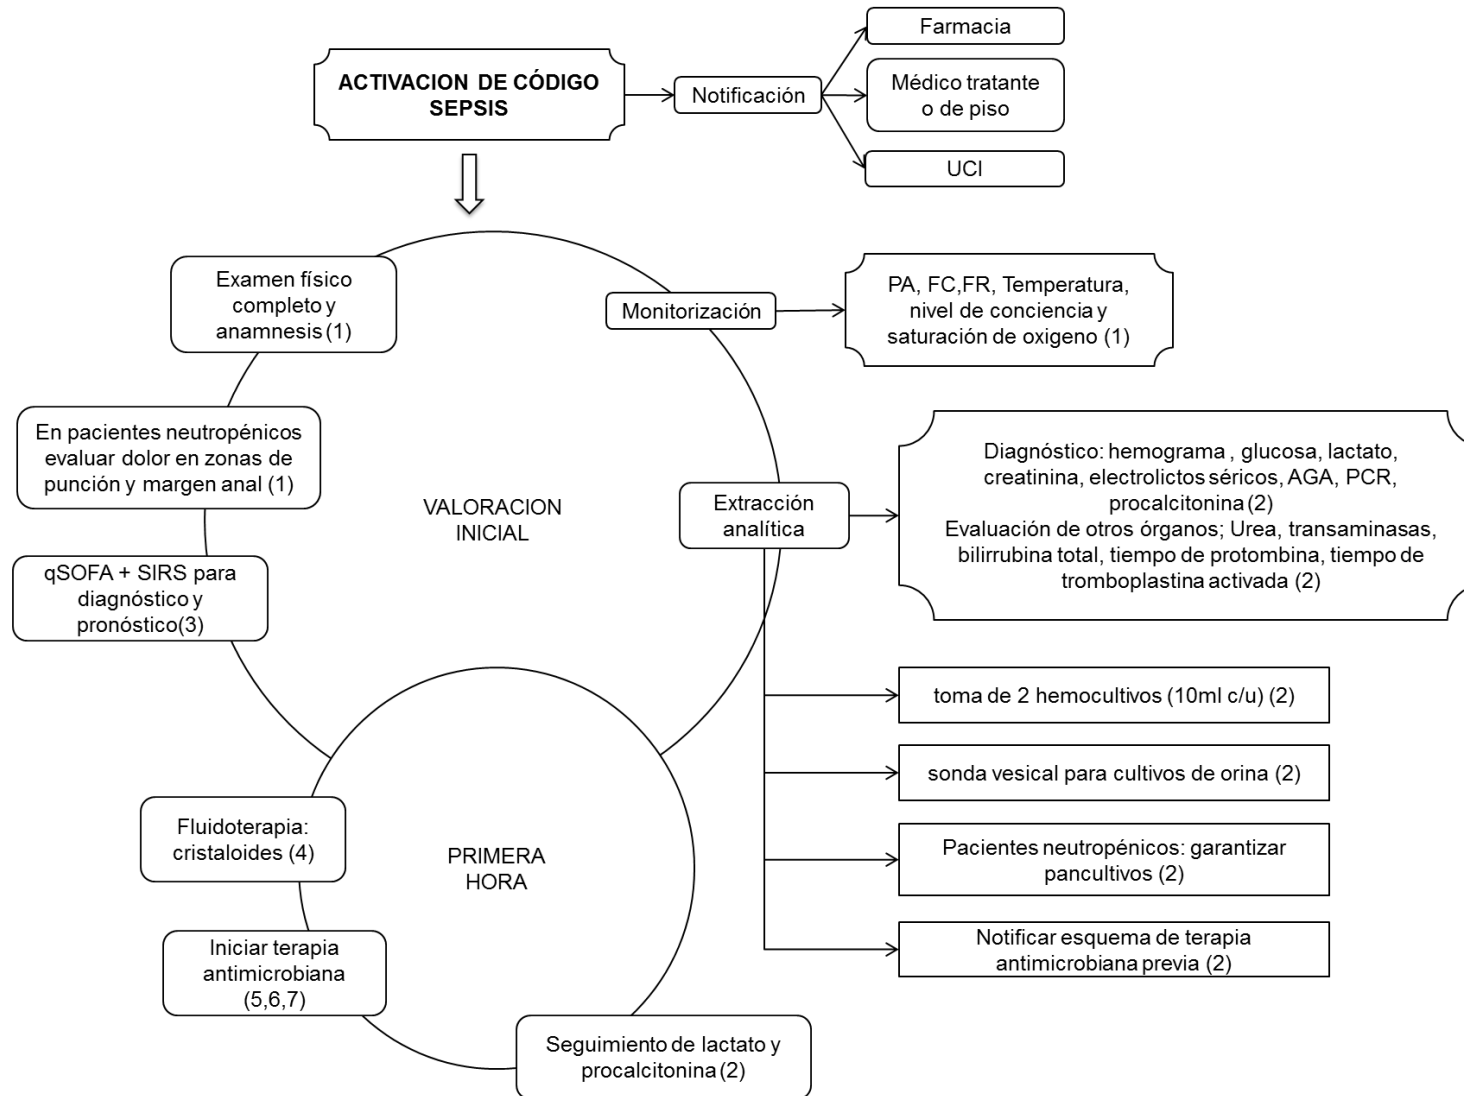 ACTIVACION DE CÓDIGO
SEPSIS
Notificación
Farmacia
Médico tratante
o de piso
UCI
Examen físico
completo y
anamnesis (1)
Monitorización
PA, FC,FR, Temperatura,
nivel de conciencia y
saturación de oxigeno (1)
En pacientes neutropénicos
evaluar dolor en zonas de
punción y margen anal (1)
VALORACION
INICIAL
Extracción
analítica
Diagnóstico: hemograma , glucosa, lactato,
creatinina, electrolictos séricos, AGA, PCR,
procalcitonina (2)
Evaluación de otros órganos; Urea, transaminasas,
bilirrubina total, tiempo de protombina, tiempo de
tromboplastina activada (2)
qSOFA + SIRS para
diagnóstico y
pronóstico(3)
toma de 2 hemocultivos (10ml c/u) (2)
sonda vesical para cultivos de orina (2)
Pacientes neutropénicos: garantizar
pancultivos (2)
Notificar esquema de terapia
antimicrobiana previa (2)
Fluidoterapia:
cristaloides (4)
PRIMERA
HORA
Iniciar terapia
antimicrobiana
(5,6,7)
Seguimiento de lactato y
procalcitonina (2)